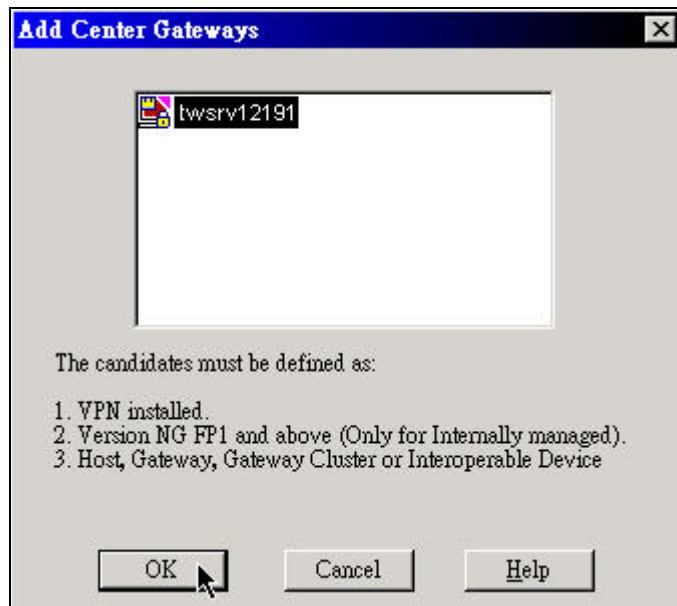 Add Center Gateways
twsrv12191
The candidates must be defined as:
1. VPN installed.
2. Version NG FP1 and above (Only for Internally managed).
3. Host, Gateway, Gateway Cluster or Interoperable Device
OK
Cancel
Help